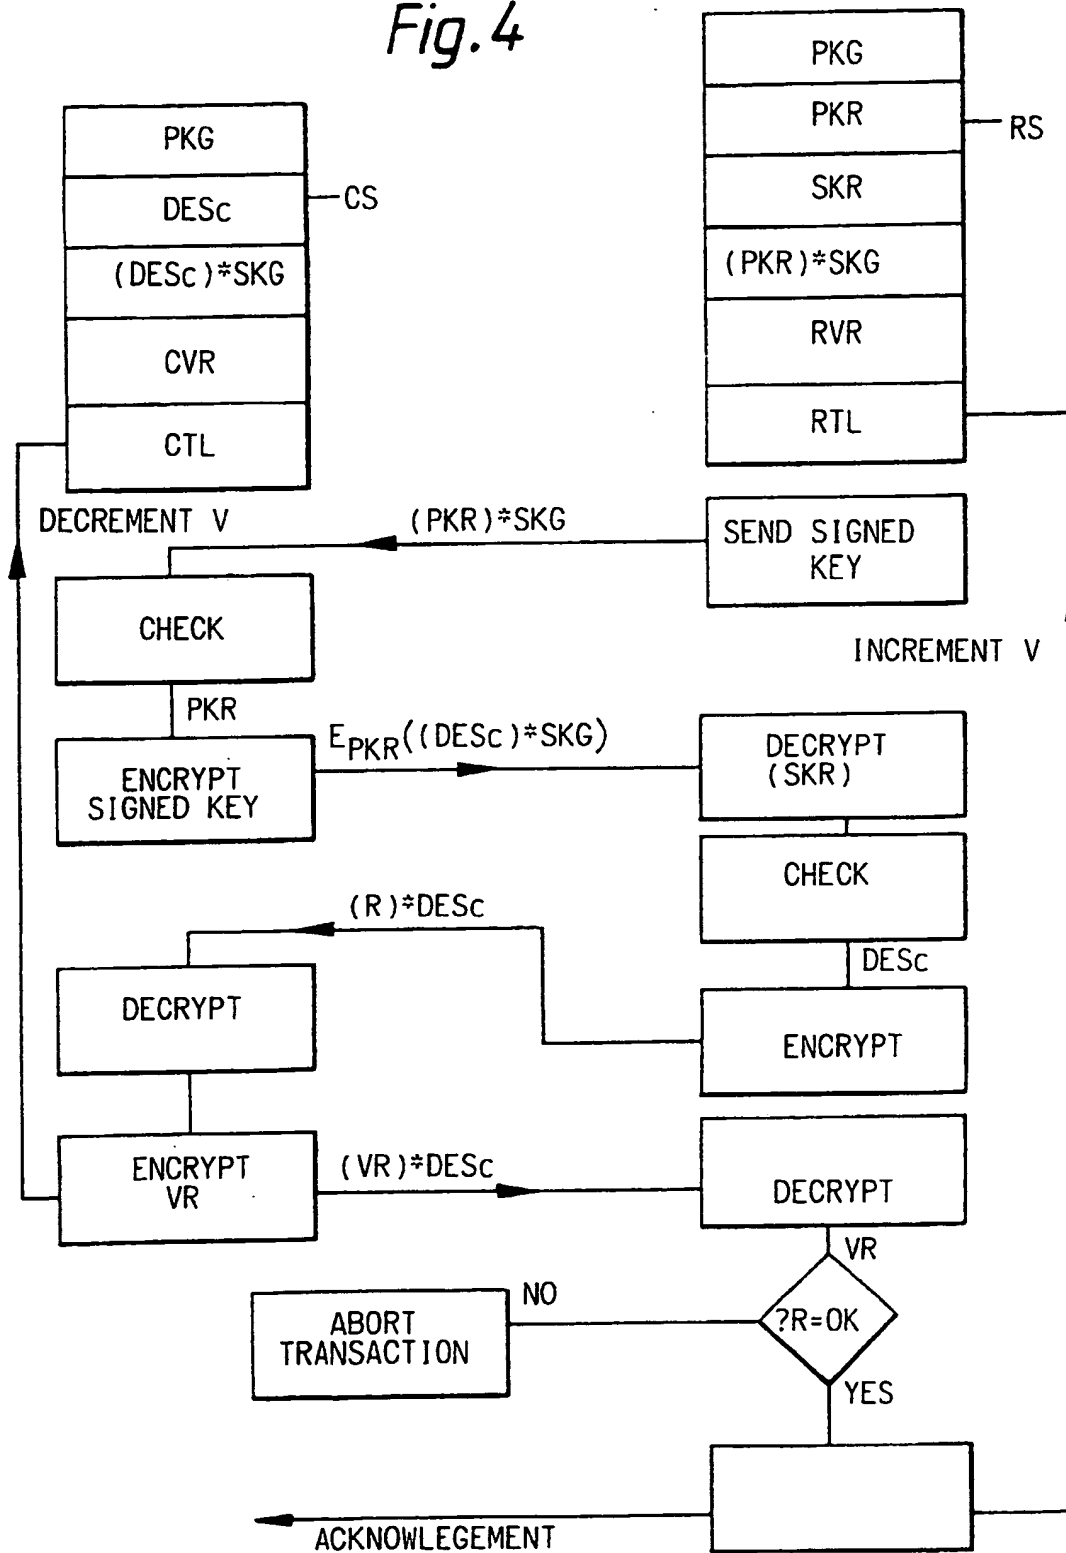 Fig. 4
PKG
DESc
(DESc)*SKG
CVR
CTL
CS
PKG
PKR
SKR
(PKR)*SKG
RVR
RTL
RS
DECREMENT V
(PKR)*SKG
SEND SIGNED
KEY
CHECK
INCREMENT V
PKR
ENCRYPT
SIGNED KEY
EPKR((DESc)*SKG)
DECRYPT
(SKR)
CHECK
DESc
(R)*DESc
DECRYPT
ENCRYPT
ENCRYPT
VR
(VR)*DESc
DECRYPT
VR
?R=OK
NO
ABORT
TRANSACTION
YES
ACKNOWLEGEMENT